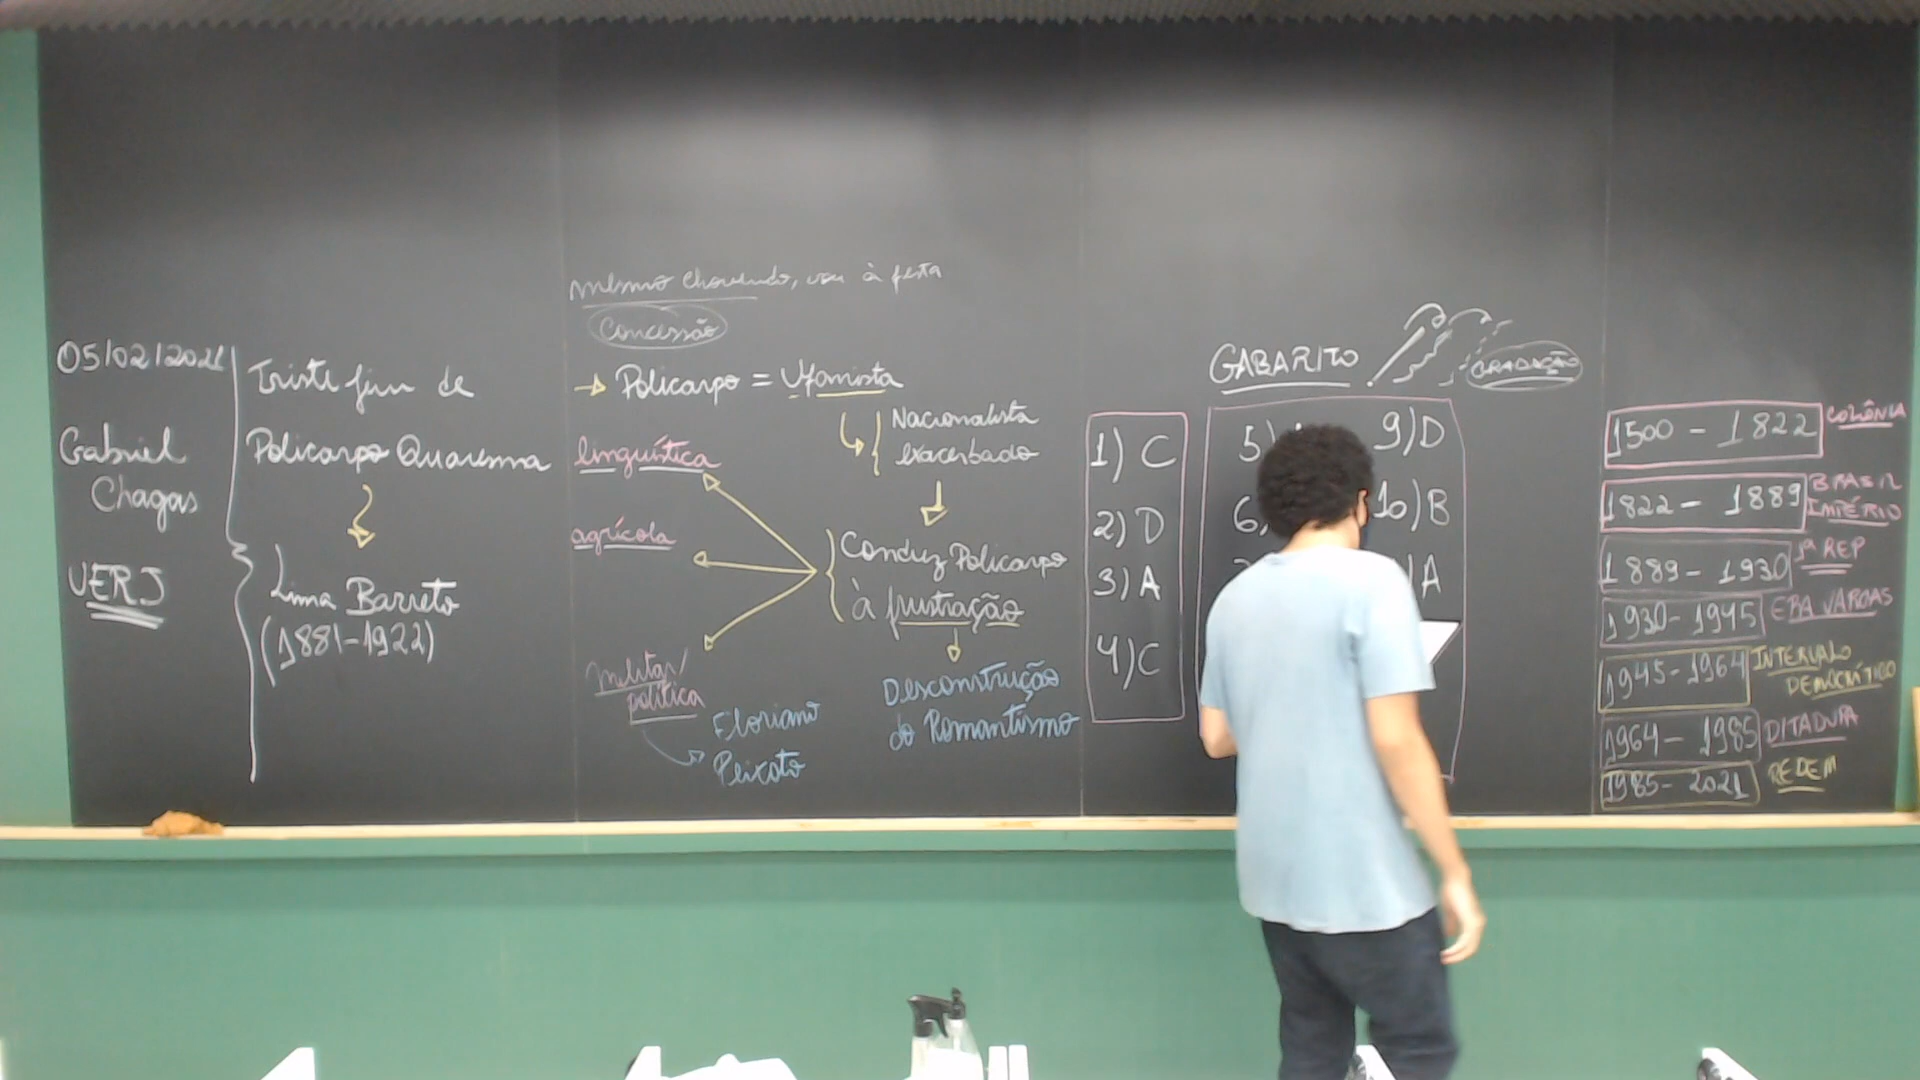 05/02/2021
Gabriel
Chagas
UERJ
Triste fim de
Policarpo Quaresma
Lima Barreto
(1881-1922)
mesmo chovendo, vou à festa
Concessão
Policarpo = Ufanista
Nacionalista
exacerbado
linguística
agrícola
Conduz Policarpo
à frustração
Militar/
política
Floriano
Peixoto
Desconstrução
do Romantismo
GABARITO
GRADAÇÃO
1) C
2) D
3) A
4) C
5)
6)
9) D
10) B
) A
1500 - 1822 COLÔNIA
1822 - 1889 BRASIL
IMPÉRIO
1889 - 1930 1ª REP
1930 - 1945 ERA VARGAS
1945 - 1964 INTERVALO
DEMOCRÁTICO
1964 - 1985 DITADURA
1985 - 2021 REDEM